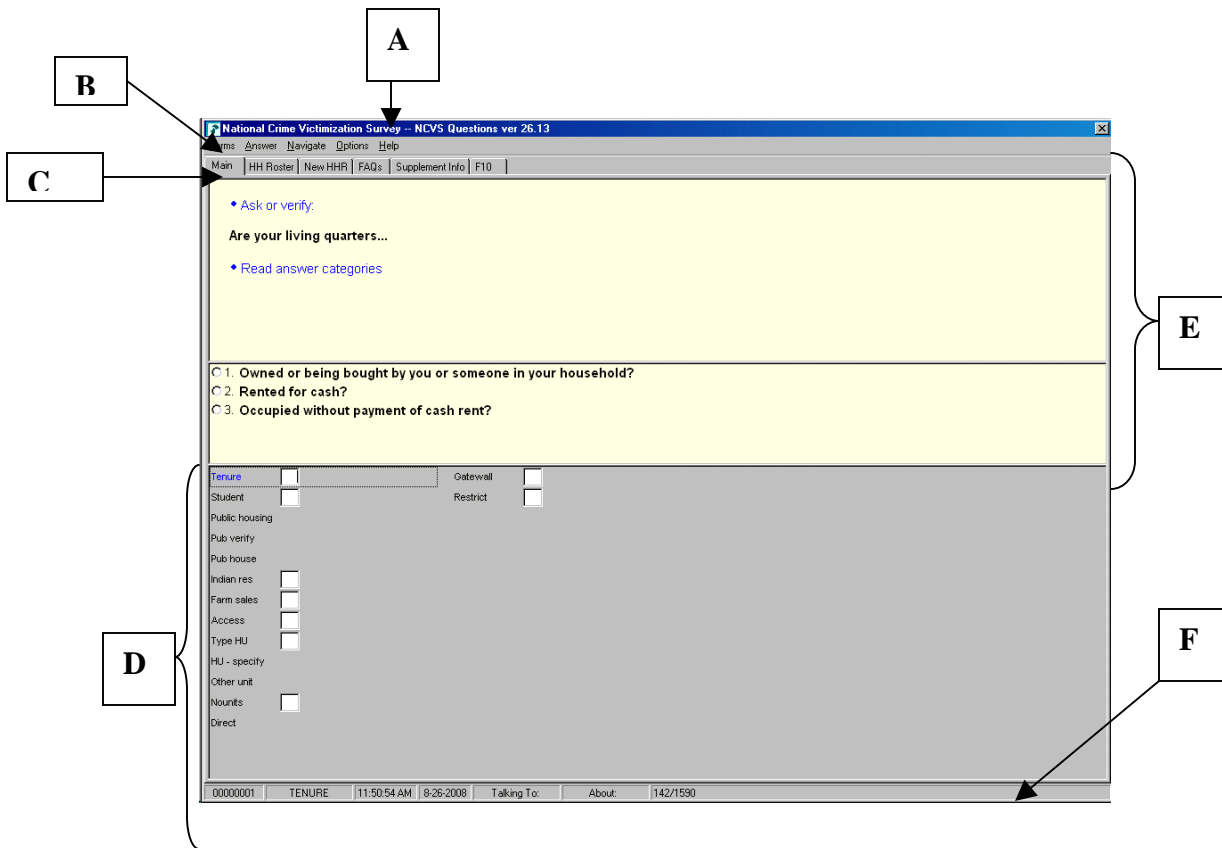 A
B
National Crime Victimization Survey -- NCVS Questions ver 26.13
Answer Navigate Options Help
C
Main HH Roster New HHR FAQs Supplement Info F10
Ask or verify:
Are your living quarters...
Read answer categories
E
1. Owned or being bought by you or someone in your household?
2. Rented for cash?
3. Occupied without payment of cash rent?
Tenure Gatewall
Student Restrict
Public housing
Pub verify
Pub house
Indian res
Farm sales
Access
Type HU
F
D
HU - specify
Other unit
Nounits
Direct
00000001 TENURE 11:50:54 AM 8-26-2008 Talking To: About: 142/1590